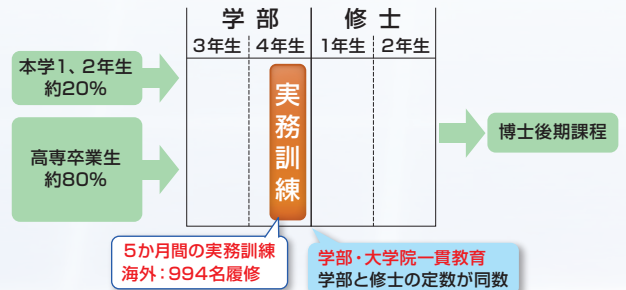 学部
修士
3年生
4年生
1年生
2年生
本学1、2年生
約20%
高専卒業生
約80%
実務訓練
博士後期課程
5か月間の実務訓練
海外:994名履修
学部・大学院一貫教育
学部と修士の定数が同数